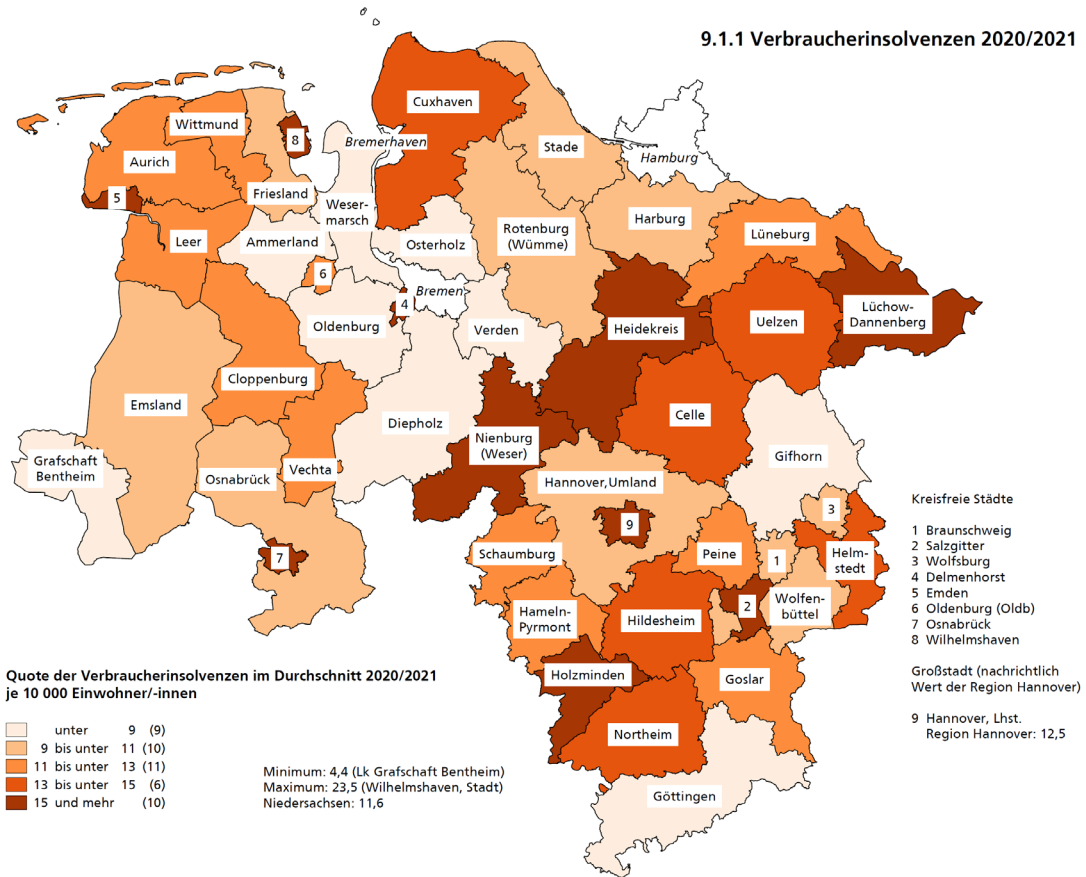 9.1.1 Verbraucherinsolvenzen 2020/2021
Cuxhaven
Wittmund
8
Bremerhaven
Stade
Hamburg
Aurich
5
Friesland
Weser-
marsch
Harburg
Rotenburg
(Wümme)
Lüneburg
Leer
Ammerland
Osterholz
6
Bremen
4
Oldenburg
Verden
Heidekreis
Uelzen
Lüchow-
Dannenberg
Cloppenburg
Emsland
Diepholz
Celle
Nienburg
(Weser)
Gifhorn
Grafschaft
Bentheim
Osnabrück
Vechta
Hannover,Umland
3
9
7
Schaumburg
Peine
1
Helm-
stedt
Wolfen-
büttel
2
Hameln-
Pyrmont
Hildesheim
Holzminden
Goslar
Northeim
Göttingen
Kreisfreie Städte
1 Braunschweig
2 Salzgitter
3 Wolfsburg
4 Delmenhorst
5 Emden
6 Oldenburg (Oldb)
7 Osnabrück
8 Wilhelmshaven
Großstadt (nachrichtlich
Wert der Region Hannover)
9 Hannover, Lhst.
Region Hannover: 12,5
Quote der Verbraucherinsolvenzen im Durchschnitt 2020/2021
je 10 000 Einwohner/-innen
unter 9 (9)
9 bis unter 11 (10)
11 bis unter 13 (11)
13 bis unter 15 (6)
15 und mehr (10)
Minimum: 4,4 (Lk Grafschaft Bentheim)
Maximum: 23,5 (Wilhelmshaven, Stadt)
Niedersachsen: 11,6